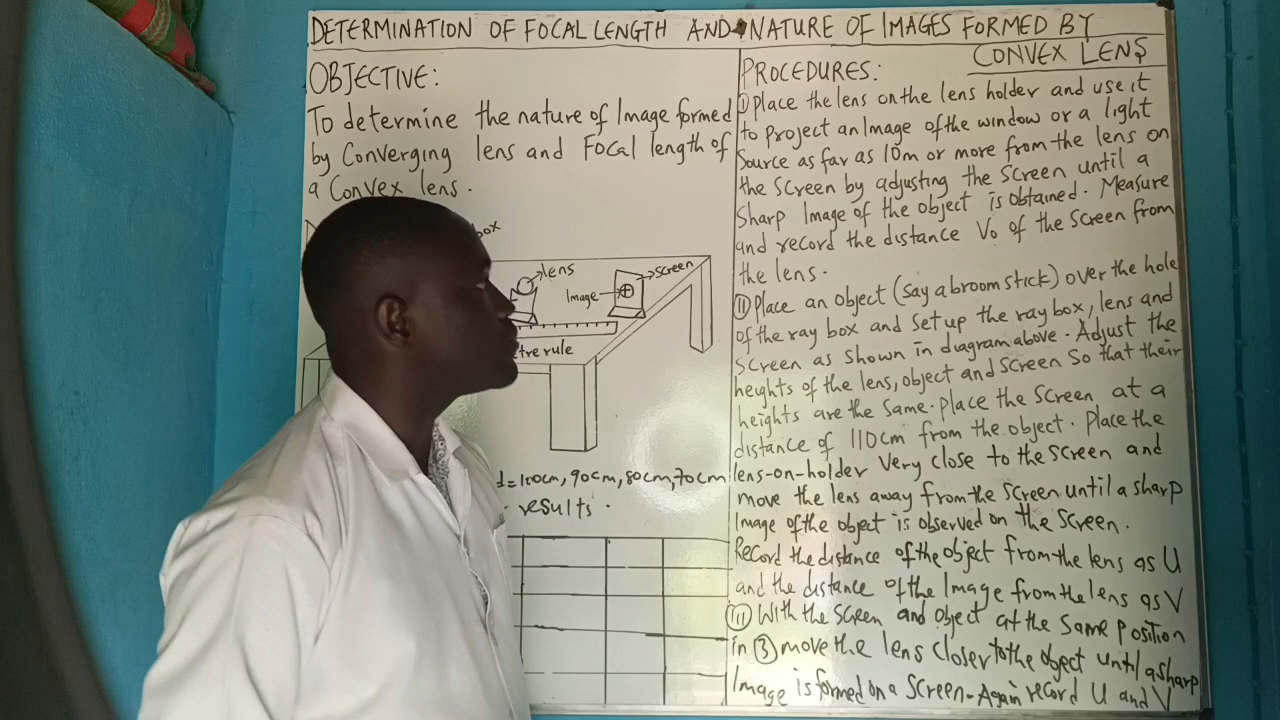 DETERMINATION OF FOCAL LENGTH AND NATURE OF IMAGES FORMED BY
CONVEX LENS
OBJECTIVE:
To determine the nature of Image formed
by Converging lens and Focal length of
a Convex lens.
box
lens
screen
Image
rule
d=100cm, 90cm, 80cm, 70cm
results.
PROCEDURES:
(I) Place the lens on the lens holder and use it
to Project an Image of the window or a light
Source as far as 10m or more from the lens on
the screen by adjusting the Screen until a
Sharp Image of the object is obtained. Measure
and record the distance V₀ of the Screen from
the lens.
(II) Place an object (say a broomstick) over the hole
of the ray box and set up the ray box, lens and
Screen as shown in diagram above. Adjust the
heights of the lens, object and screen so that their
heights are the same. Place the Screen at a
distance of 110cm from the object. Place the
lens-on-holder very close to the screen and
move the lens away from the screen until a sharp
Image of the object is observed on the screen.
Record the distance of the object from the lens as U
and the distance of the Image from the lens as V
(III) With the screen and object at the same position
in (3) move the lens closer to the object until a sharp
Image is formed on a screen - Again record U and V